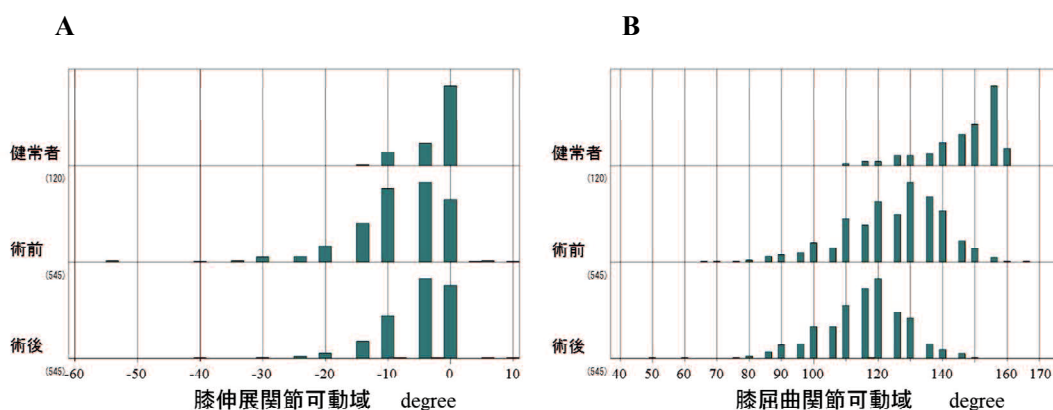 A
健常者
(120)
術前
(545)
術後
(545)
-60 -50 -40 -30 -20 -10 0 10
膝伸展関節可動域 degree
B
健常者
(120)
術前
(545)
術後
(545)
40 50 60 70 80 90 100 110 120 130 140 150 160 170
膝屈曲関節可動域 degree